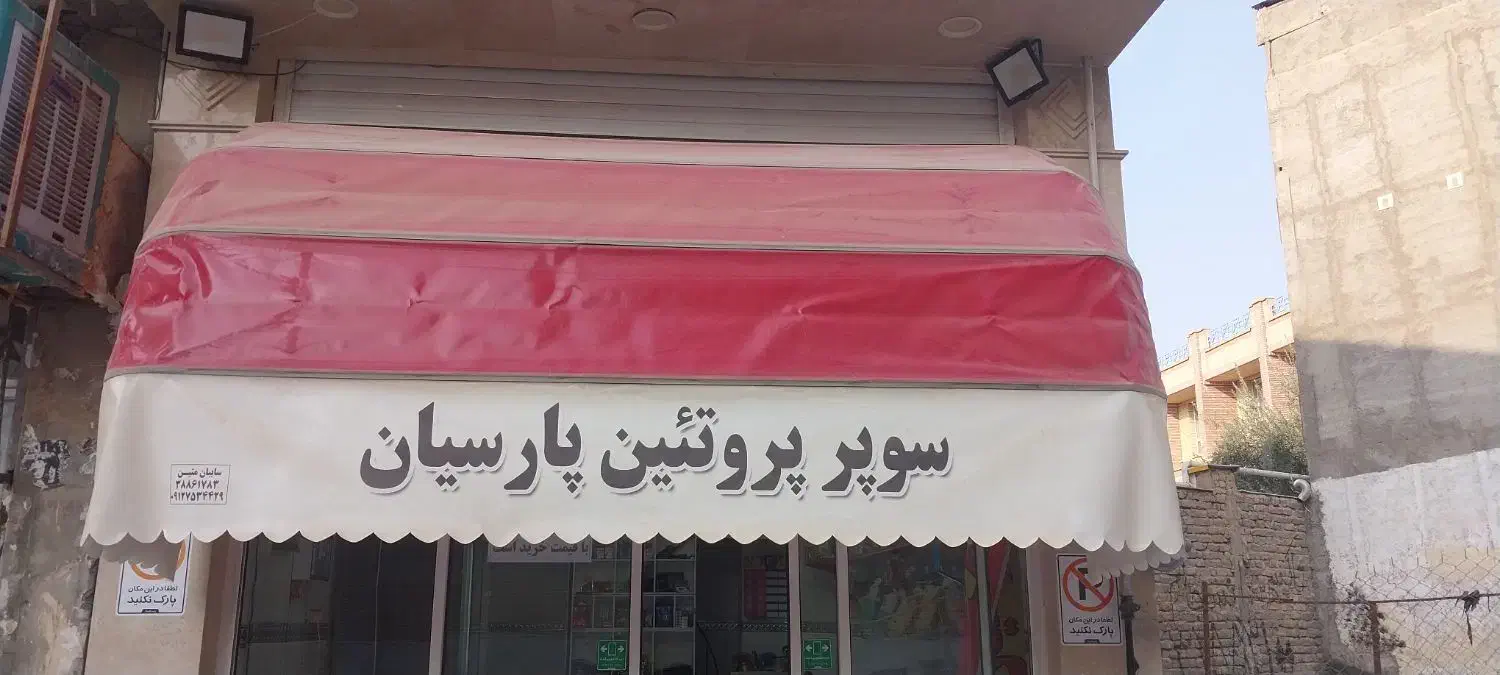 سوپر پروتئین پارسیان
سایبان متین
۳۸۸۶۱۷۸۳
۰۹۱۲۷۵۳۴۴۲۹
با قیمت خرید است
لطفا در این مکان
پارک نکنید
لطفا در این مکان
پارک نکنید